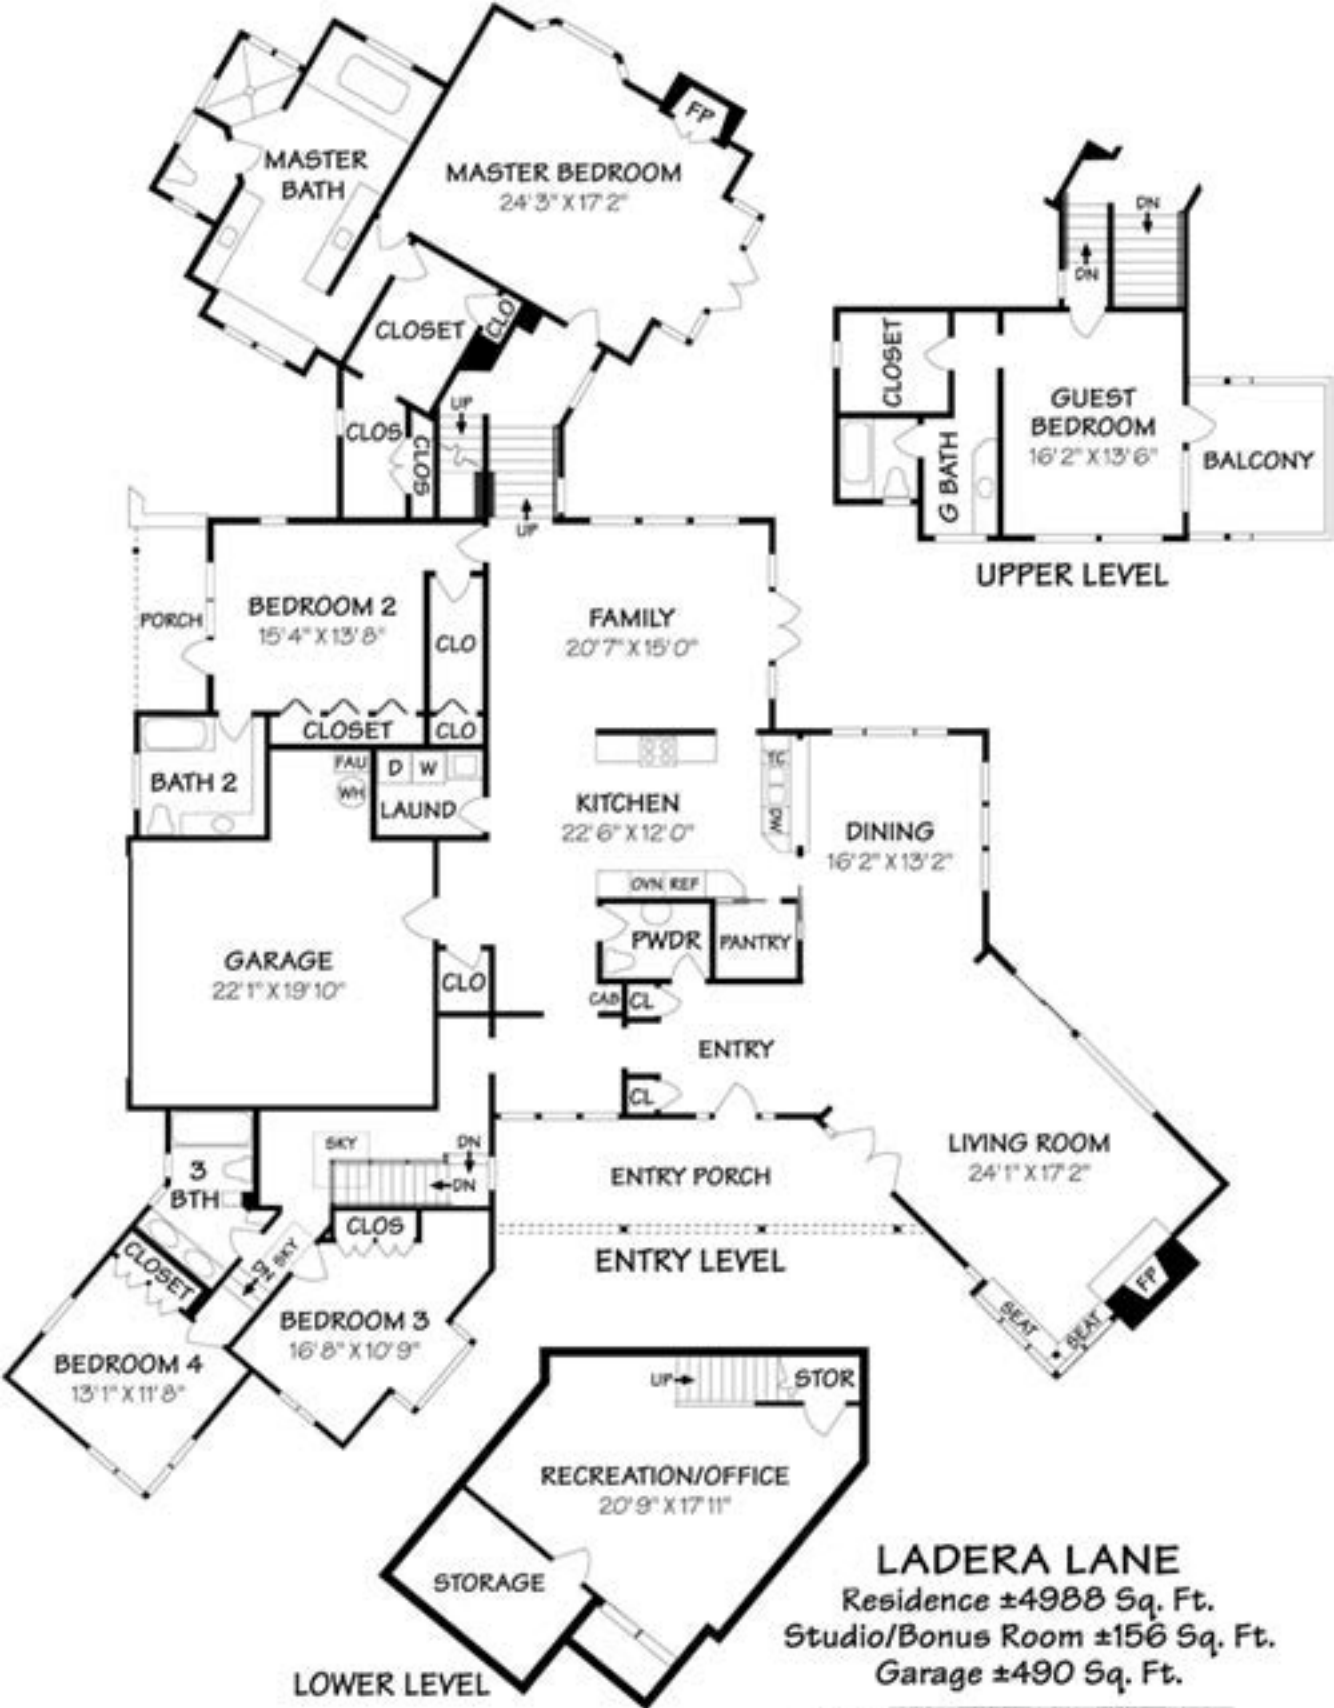 FP
MASTER
BATH
MASTER BEDROOM
24'3" X 17'2"
CLOSET
CLO
CLOS
CLOS
UP
UP
DN
DN
CLOSET
GUEST
BEDROOM
16'2" X 13'6"
G BATH
BALCONY
UPPER LEVEL
PORCH
BEDROOM 2
15'4" X 13'8"
CLO
CLOSET
CLO
FAMILY
20'7" X 15'0"
BATH 2
FAU
WH
D
W
LAUND
KITCHEN
22'6" X 12'0"
TC
DW
DINING
16'2" X 13'2"
OVN REF
PWDR
PANTRY
GARAGE
22'1" X 19'10"
CLO
CAB
CL
ENTRY
CL
LIVING ROOM
24'1" X 17'2"
ENTRY PORCH
SKY
DN
DN
3
BTH
CLOS
CLOSET
DN
SKY
ENTRY LEVEL
FP
SEAT
SEAT
BEDROOM 3
16'8" X 10'9"
BEDROOM 4
13'1" X 11'8"
UP
STOR
RECREATION/OFFICE
20'9" X 17'11"
STORAGE
LOWER LEVEL
LADERA LANE
Residence ±4988 Sq. Ft.
Studio/Bonus Room ±156 Sq. Ft.
Garage ±490 Sq. Ft.